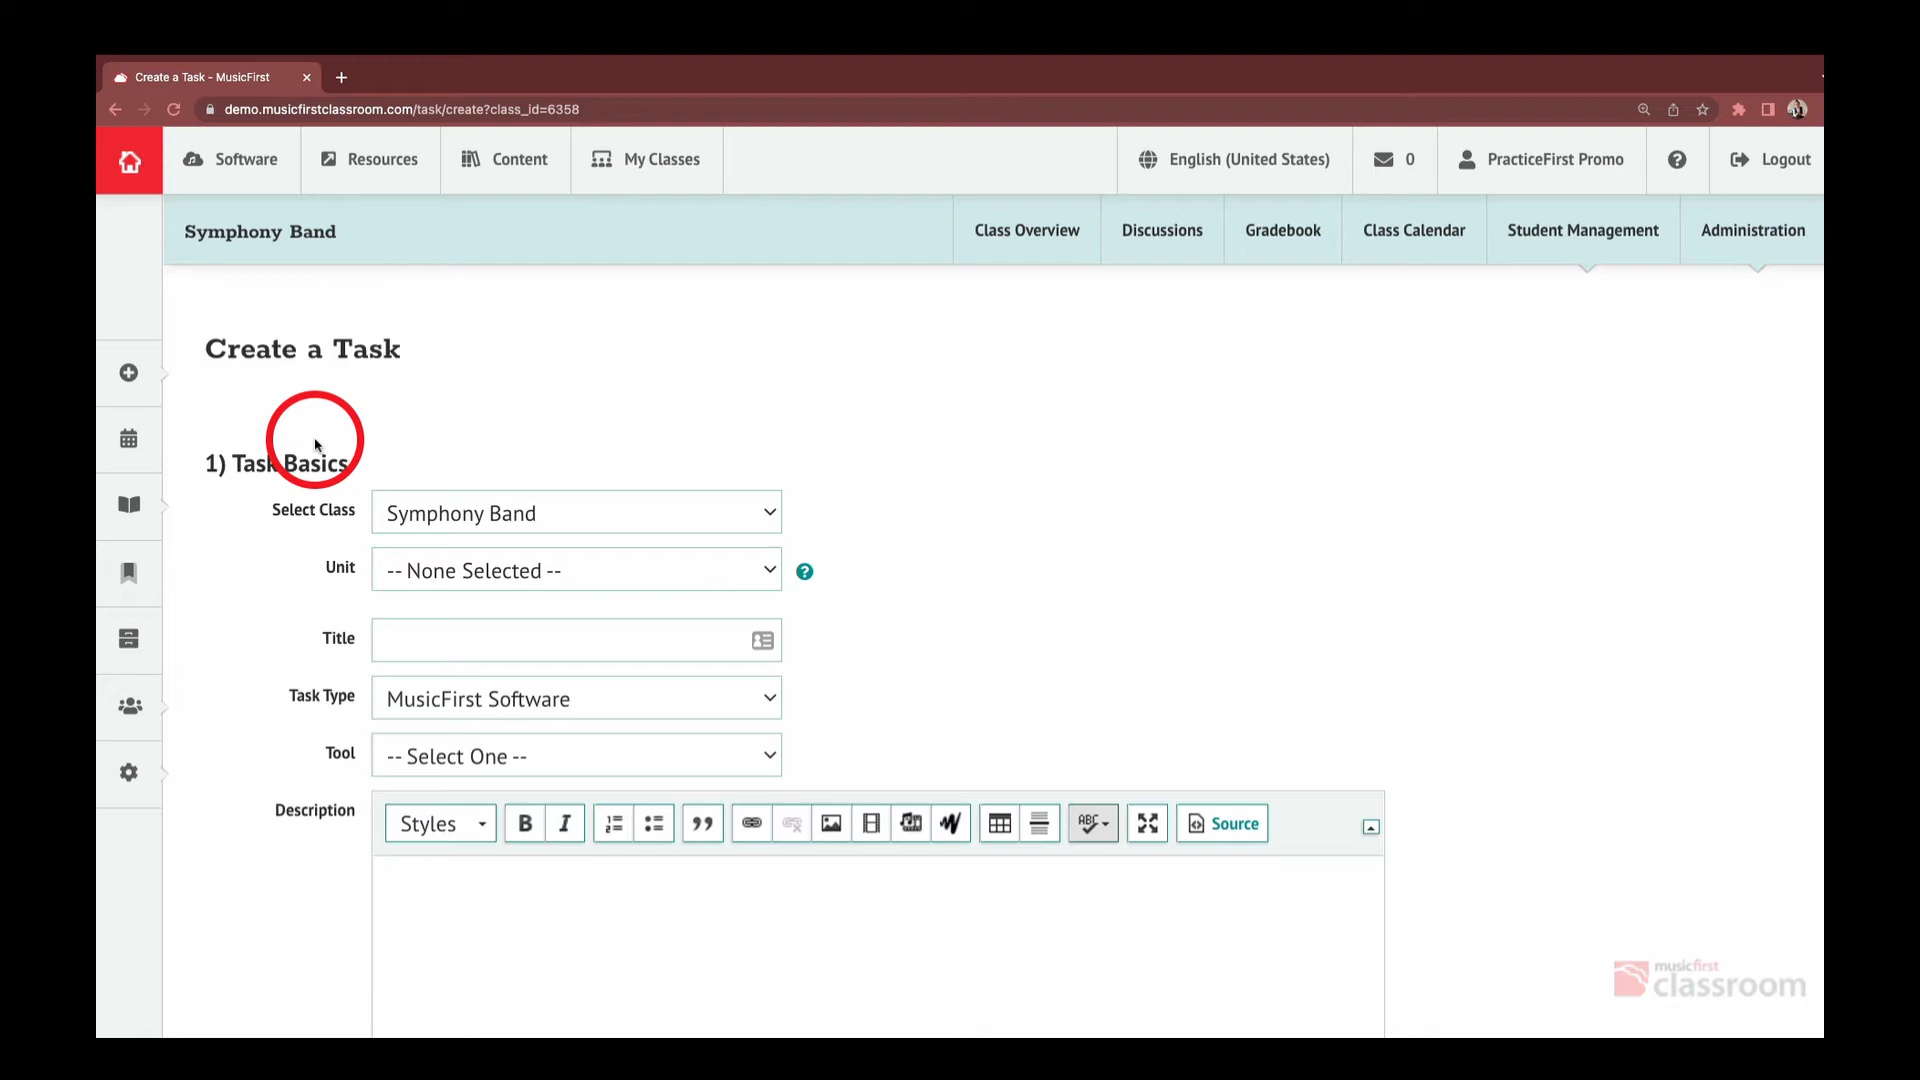 Create a Task - MusicFirst
demo.musicfirstclassroom.com/task/create?class_id=6358
Software
Resources
Content
My Classes
English (United States)
0
PracticeFirst Promo
Logout
Symphony Band
Class Overview
Discussions
Gradebook
Class Calendar
Student Management
Administration
Create a Task
1) Task Basics
Select Class
Symphony Band
Unit
-- None Selected --
Title
Task Type
MusicFirst Software
Tool
-- Select One --
Description
Styles
B
I
ABC
Source
musicfirst
classroom